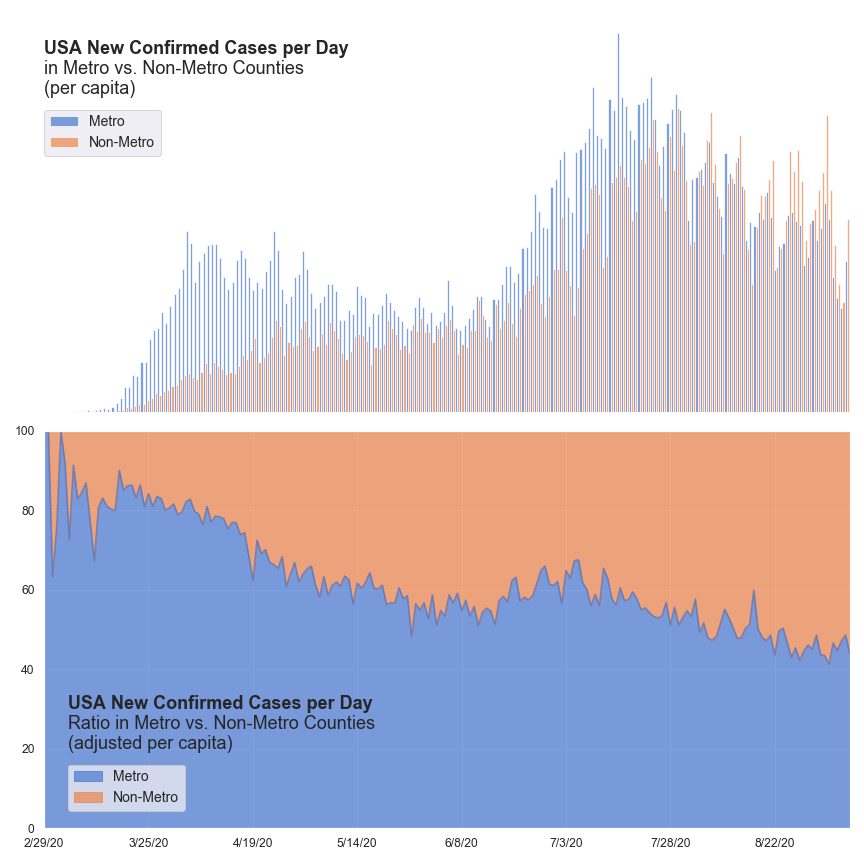 USA New Confirmed Cases per Day
in Metro vs. Non-Metro Counties
(per capita)
Metro
Non-Metro
100
80
60
40
20
0
USA New Confirmed Cases per Day
Ratio in Metro vs. Non-Metro Counties
(adjusted per capita)
Metro
Non-Metro
2/29/20 3/25/20 4/19/20 5/14/20 6/8/20 7/3/20 7/28/20 8/22/20